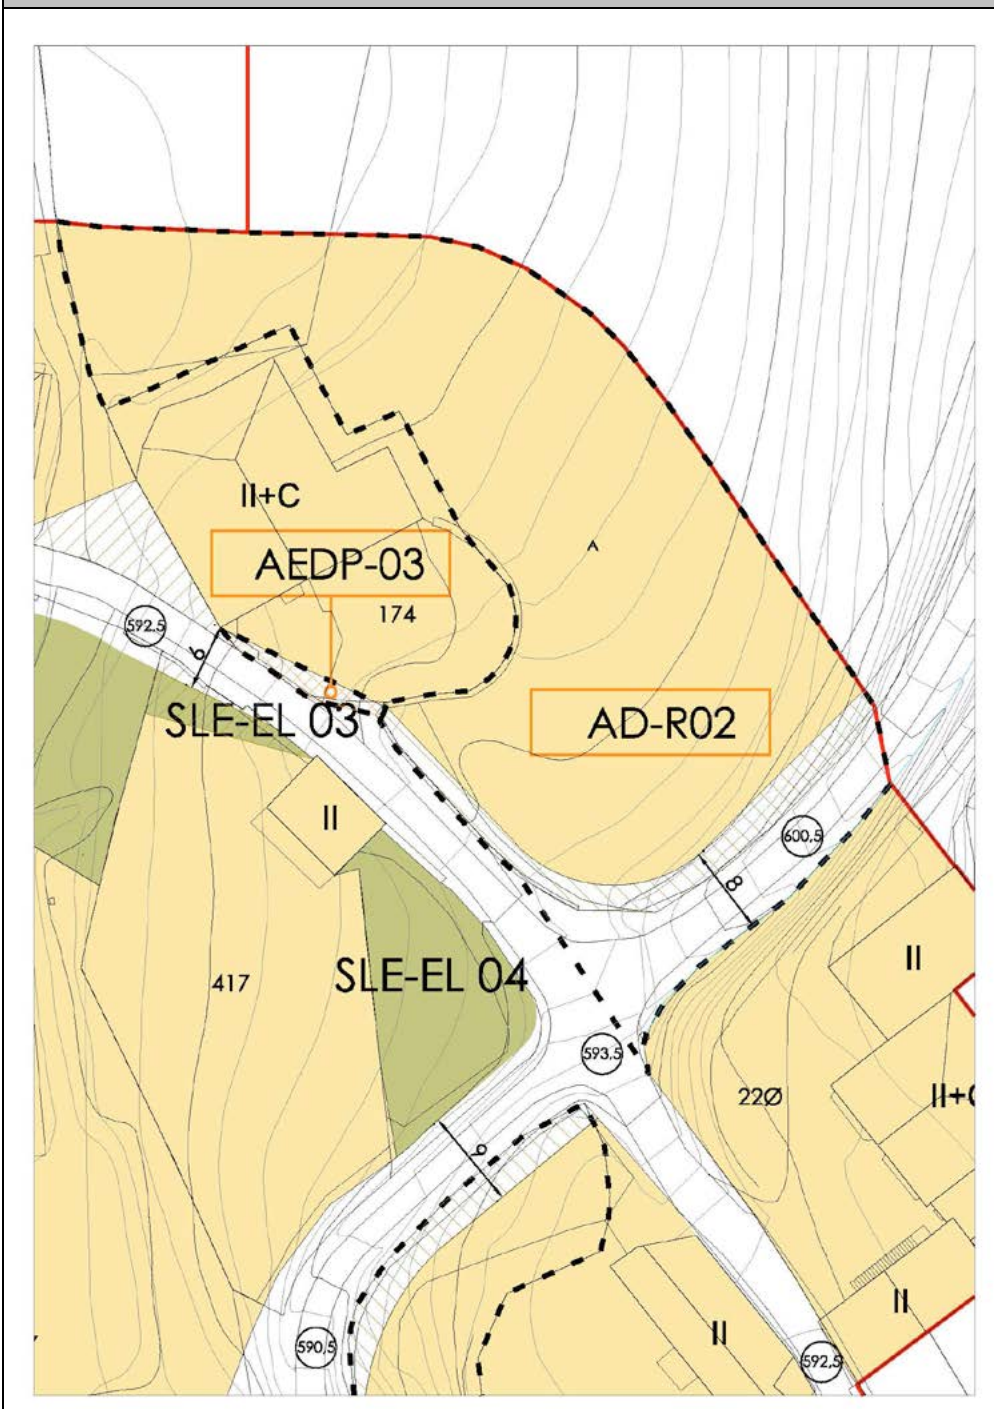 II+C
AEDP-03
A
174
592.5
6
SLE-EL 03
AD-R02
II
600.5
8
II
SLE-EL 04
417
593.5
22Ø
II+C
6
II
II
590,5
592,5